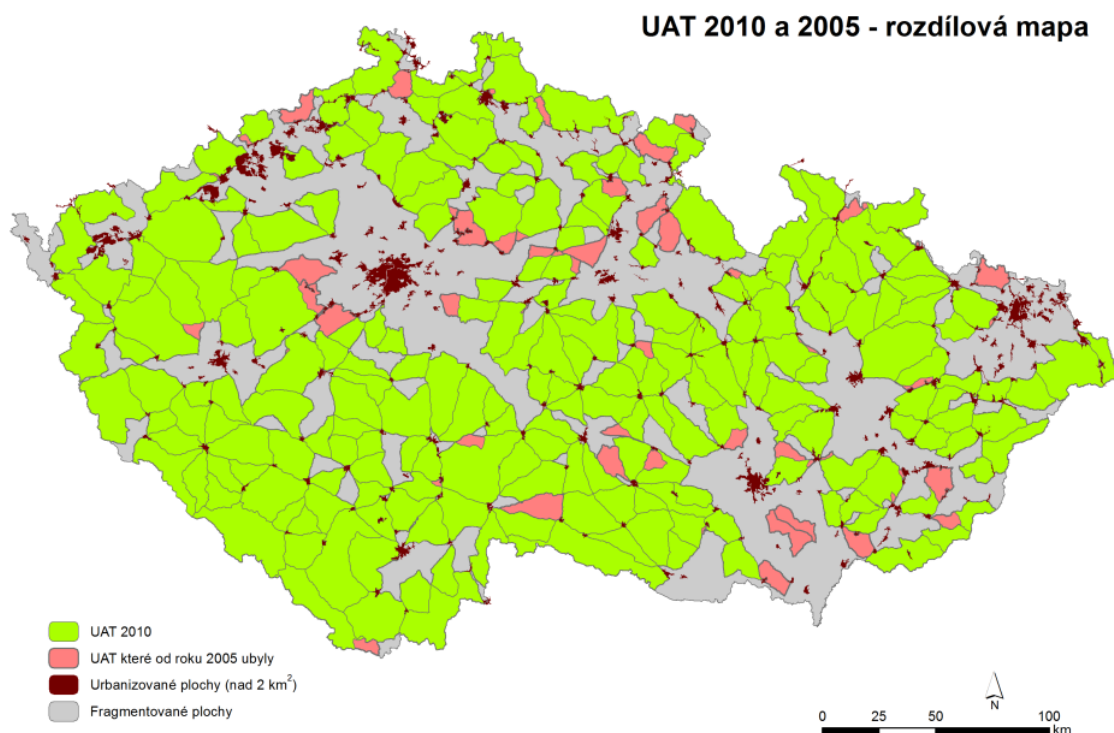 UAT 2010 a 2005 - rozdílová mapa
UAT 2010
UAT které od roku 2005 ubyly
Urbanizované plochy (nad 2 km²)
Fragmentované plochy
N
0 25 50 100
km